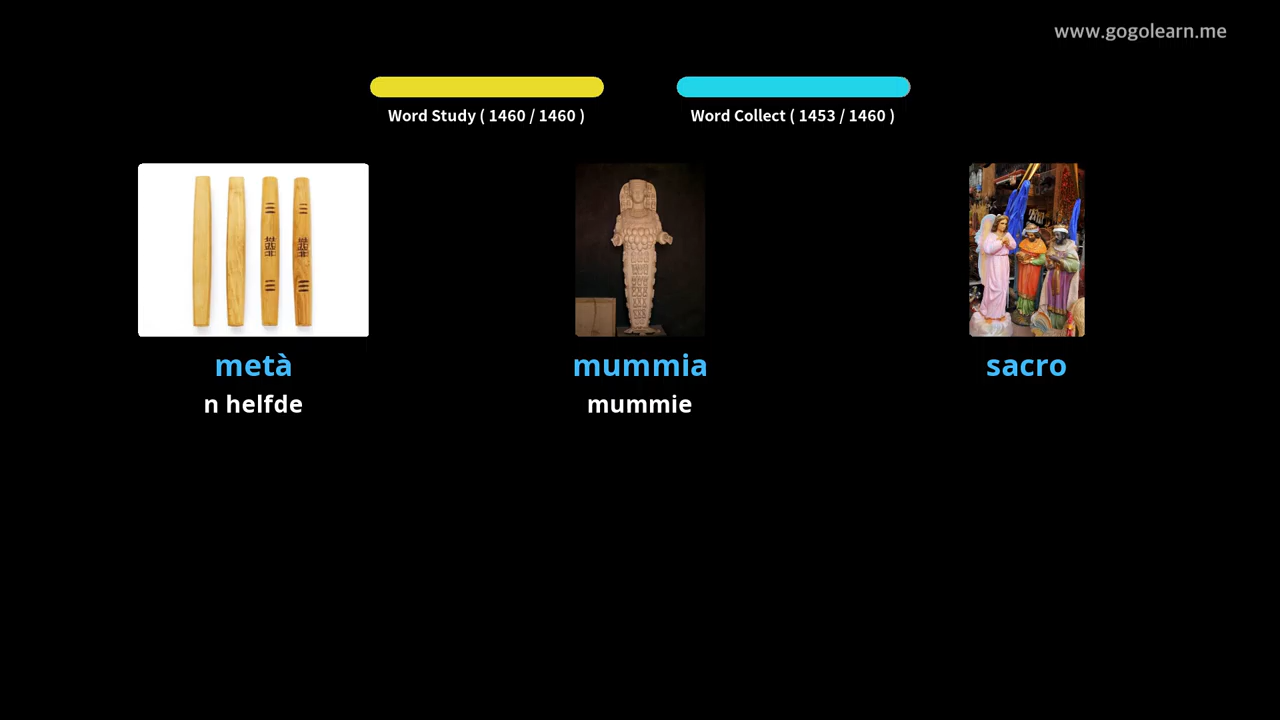 www.gogolearn.me
Word Study ( 1460 / 1460 )
Word Collect ( 1453 / 1460 )
metà
mummia
sacro
n helfde
mummie